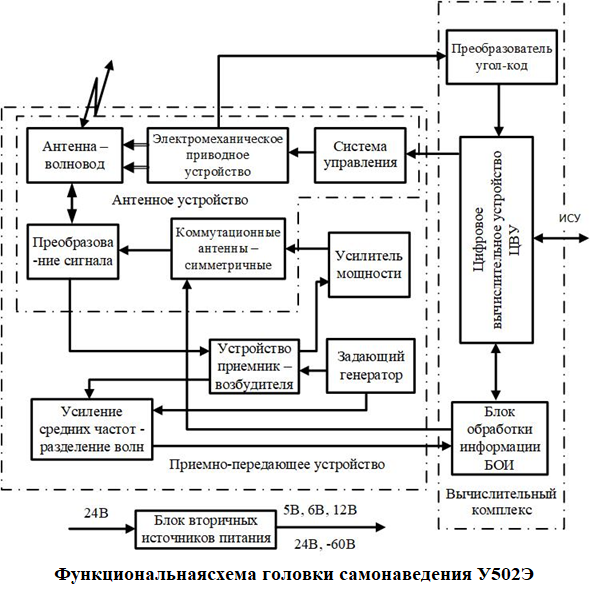 Преобразователь
угол-код
Антенна –
волновод
Электромеханическое
приводное
устройство
Система
управления
Антенное устройство
Цифровое
вычислительное устройство
ЦВУ
ИСУ
Преобразова
-ние сигнала
Коммутационные
антенны –
симметричные
Усилитель
мощности
Устройство
приемник –
возбудителя
Задающий
генератор
Усиление
средних частот -
разделение волн
Блок
обработки
информации
БОИ
Приемно-передающее устройство
Вычислительный
комплекс
24В
Блок вторичных
источников питания
5В, 6В, 12В
24В, -60В
Функциональнаясхема головки самонаведения У502Э